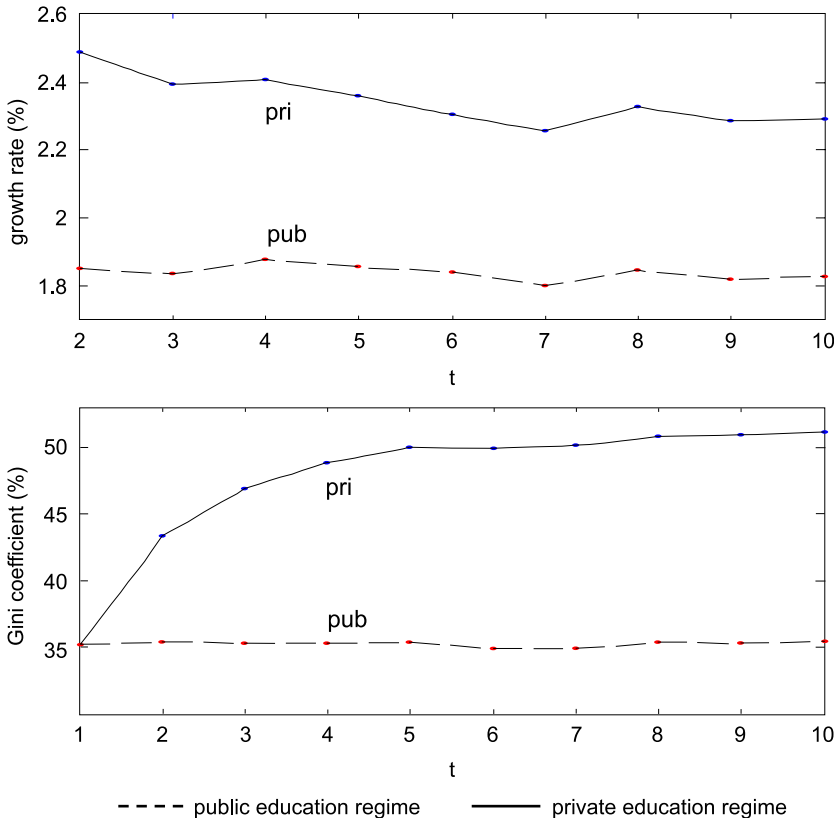 2.6
2.4
2.2
2
1.8
growth rate (%)
pri
pub
2 3 4 5 6 7 8 9 10
t
50
45
40
35
Gini coefficient (%)
pri
pub
1 2 3 4 5 6 7 8 9 10
t
public education regime private education regime